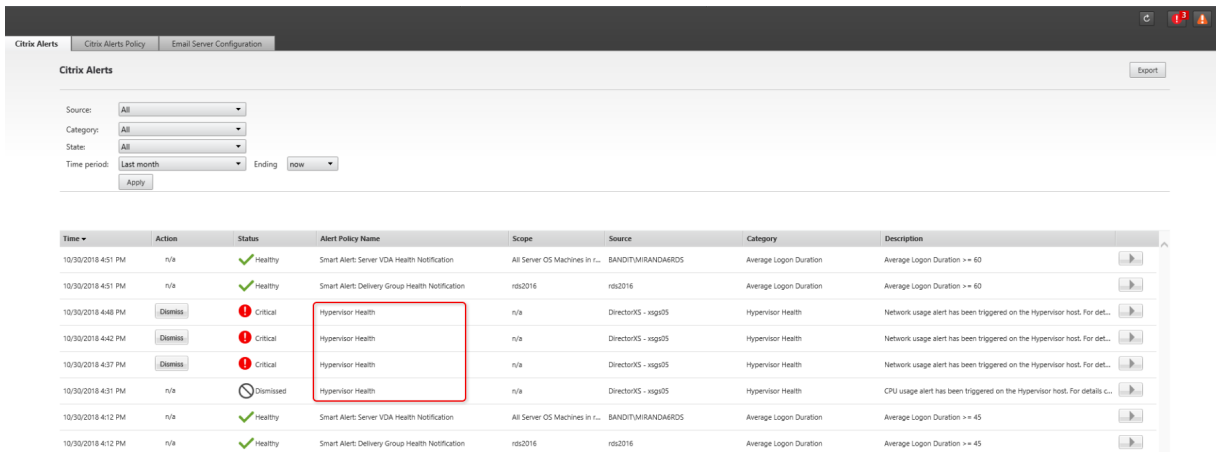 3
Citrix Alerts Citrix Alerts Policy Email Server Configuration
Citrix Alerts Export
Source: All
Category: All
State: All
Time period: Last month Ending now
Apply
Time Action Status Alert Policy Name Scope Source Category Description
10/30/2018 4:51 PM n/a Healthy Smart Alert: Server VDA Health Notification All Server OS Machines in r... BANDIT\MIRANDA6RDS Average Logon Duration Average Logon Duration >= 60
10/30/2018 4:51 PM n/a Healthy Smart Alert: Delivery Group Health Notification rds2016 rds2016 Average Logon Duration Average Logon Duration >= 60
10/30/2018 4:48 PM Dismiss Critical Hypervisor Health n/a DirectorXS - xsgs05 Hypervisor Health Network usage alert has been triggered on the Hypervisor host. For det...
10/30/2018 4:42 PM Dismiss Critical Hypervisor Health n/a DirectorXS - xsgs05 Hypervisor Health Network usage alert has been triggered on the Hypervisor host. For det...
10/30/2018 4:37 PM Dismiss Critical Hypervisor Health n/a DirectorXS - xsgs05 Hypervisor Health Network usage alert has been triggered on the Hypervisor host. For det...
10/30/2018 4:31 PM n/a Dismissed Hypervisor Health n/a DirectorXS - xsgs05 Hypervisor Health CPU usage alert has been triggered on the Hypervisor host. For details c...
10/30/2018 4:12 PM n/a Healthy Smart Alert: Server VDA Health Notification All Server OS Machines in r... BANDIT\MIRANDA6RDS Average Logon Duration Average Logon Duration >= 45
10/30/2018 4:12 PM n/a Healthy Smart Alert: Delivery Group Health Notification rds2016 rds2016 Average Logon Duration Average Logon Duration >= 45